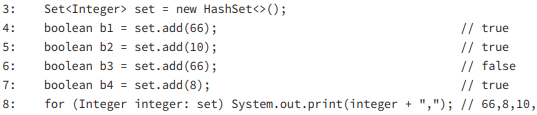 3: Set<Integer> set = new HashSet<>();
4: boolean b1 = set.add(66); // true
5: boolean b2 = set.add(10); // true
6: boolean b3 = set.add(66); // false
7: boolean b4 = set.add(8); // true
8: for (Integer integer: set) System.out.print(integer + ","); // 66,8,10,